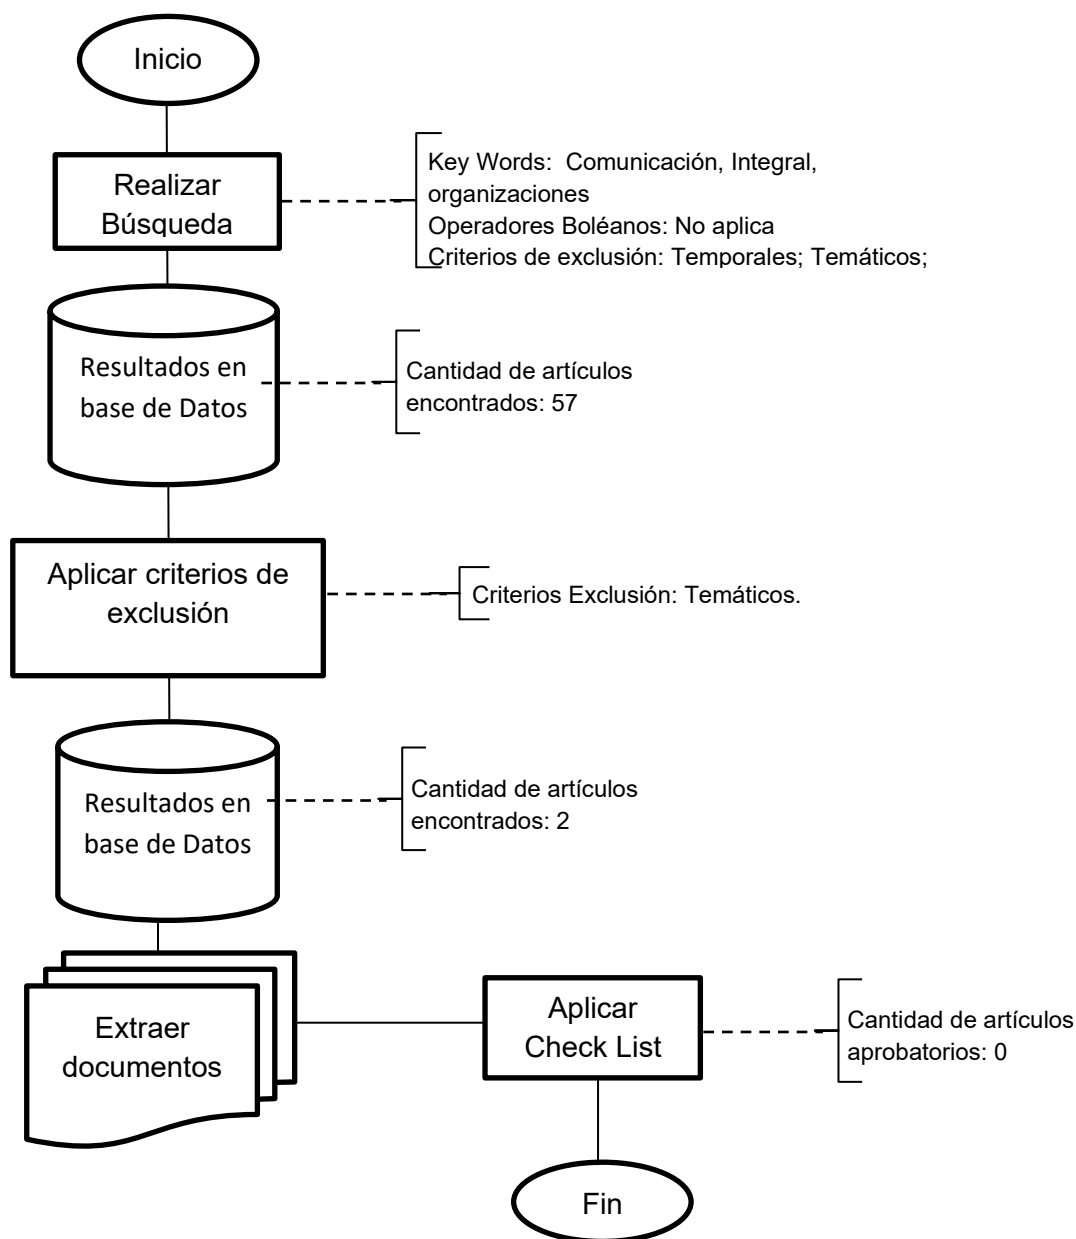 Inicio
Realizar
Búsqueda
Key Words:  Comunicación, Integral,
organizaciones
Operadores Boléanos: No aplica
Criterios de exclusión: Temporales; Temáticos;
Resultados en
base de Datos
Cantidad de artículos
encontrados: 57
Aplicar criterios de
exclusión
Criterios Exclusión: Temáticos.
Resultados en
base de Datos
Cantidad de artículos
encontrados: 2
Extraer
documentos
Aplicar
Check List
Cantidad de artículos
aprobatorios: 0
Fin